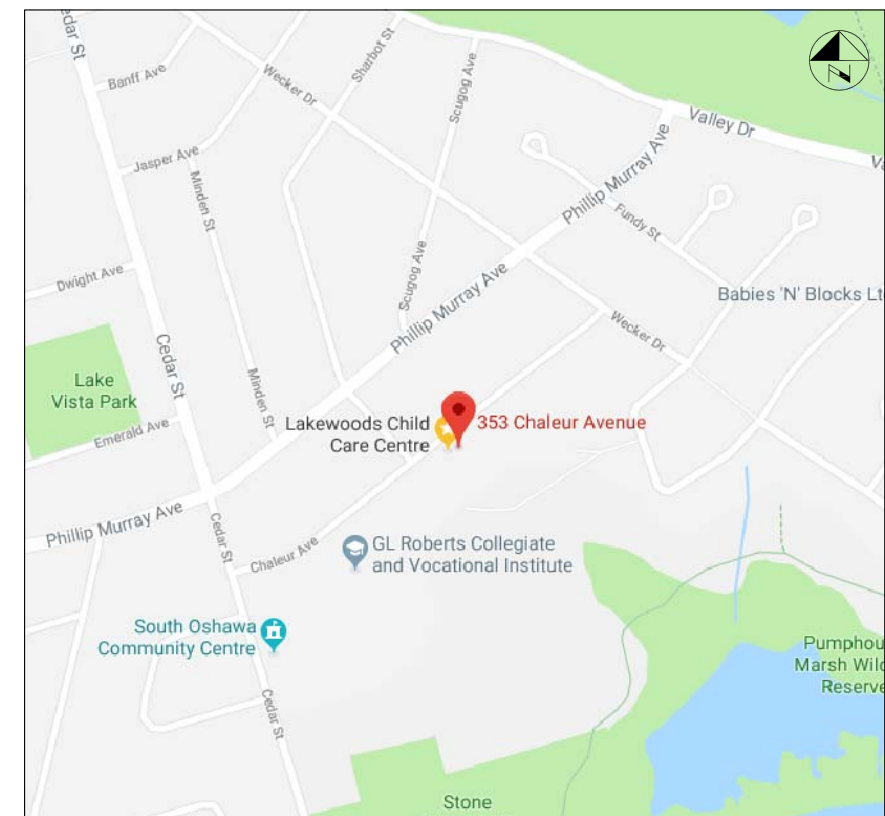 Cedar St
Banff Ave
Wecker Dr
Sharbot St
Scugog Ave
N
Valley Dr
Jasper Ave
Minden St
Phillip Murray Ave
Fundy St
Dwight Ave
Scugog Ave
Phillip Murray Ave
Babies 'N' Blocks Lt
Wecker Dr
Cedar St
Lake
Vista Park
Minden St
Lakewoods Child
Care Centre
353 Chaleur Avenue
Emerald Ave
Phillip Murray Ave
Cedar St
Chaleur Ave
GL Roberts Collegiate
and Vocational Institute
South Oshawa
Community Centre
Pumphou
Marsh Wild
Reserve
Cedar St
Stone